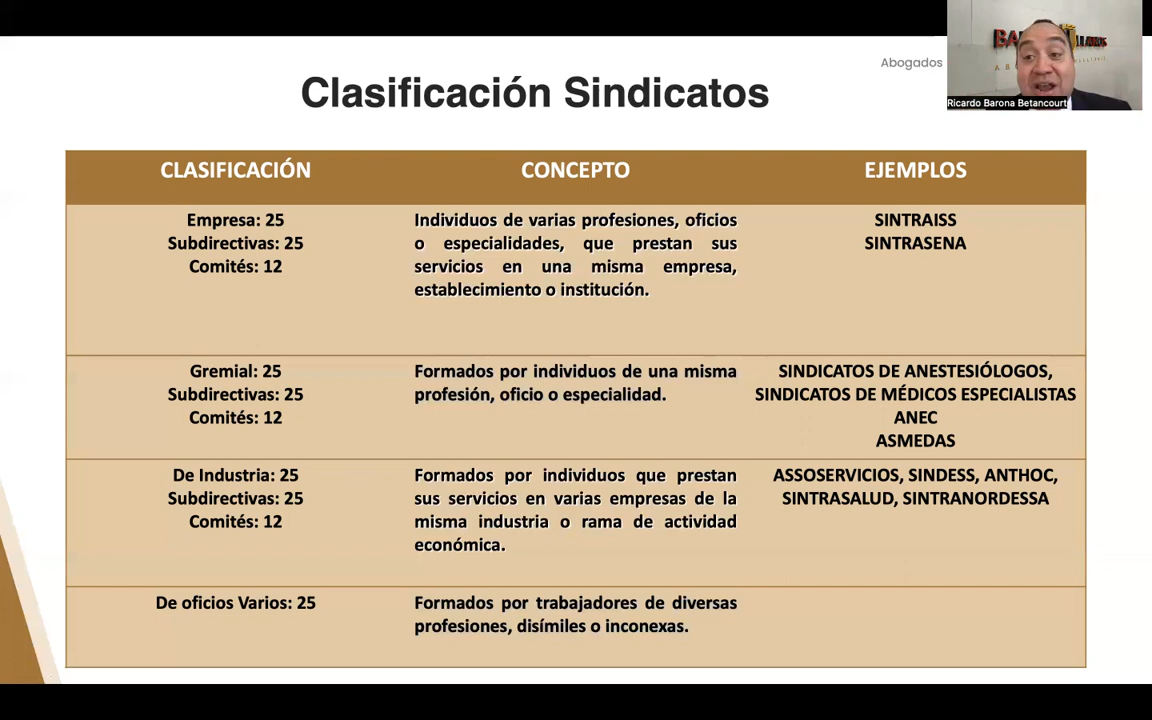 Abogados
Ricardo Barona Betancourt
Clasificación Sindicatos
CLASIFICACIÓN
CONCEPTO
EJEMPLOS
Empresa: 25
Subdirectivas: 25
Comités: 12
Individuos de varias profesiones, oficios
o especialidades, que prestan sus
servicios en una misma empresa,
establecimiento o institución.
SINTRAISS
SINTRASENA
Gremial: 25
Subdirectivas: 25
Comités: 12
Formados por individuos de una misma
profesión, oficio o especialidad.
SINDICATOS DE ANESTESIÓLOGOS,
SINDICATOS DE MÉDICOS ESPECIALISTAS
ANEC
ASMEDAS
De Industria: 25
Subdirectivas: 25
Comités: 12
Formados por individuos que prestan
sus servicios en varias empresas de la
misma industria o rama de actividad
económica.
ASSOSERVICIOS, SINDESS, ANTHOC,
SINTRASALUD, SINTRANORDESSA
De oficios Varios: 25
Formados por trabajadores de diversas
profesiones, disímiles o inconexas.